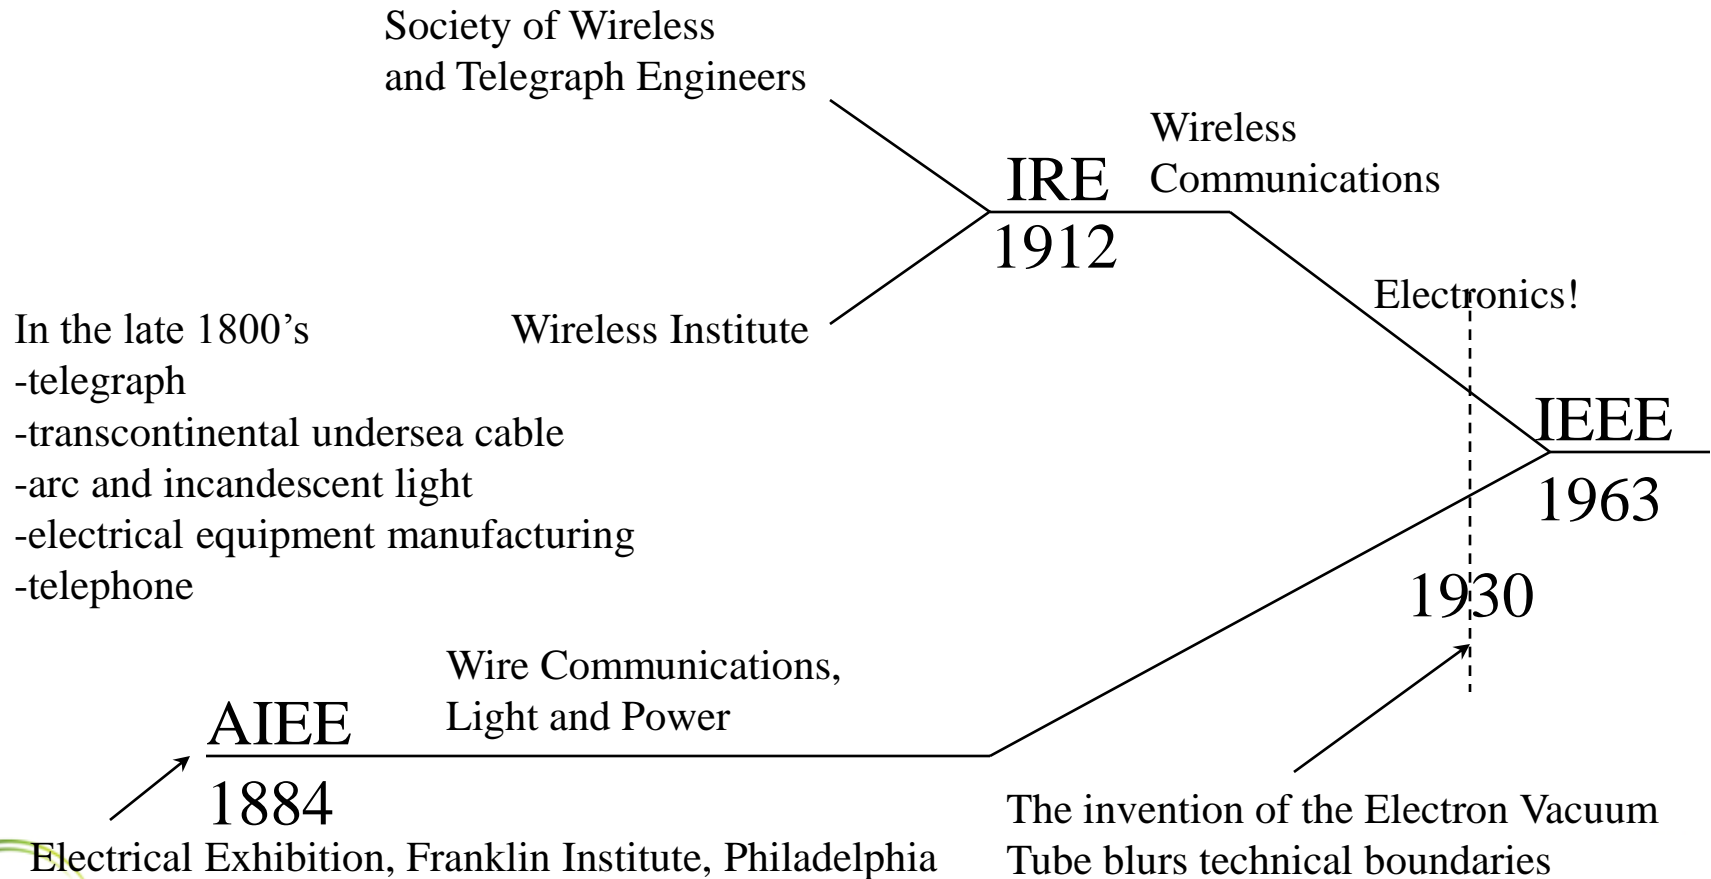 Society of Wireless
and Telegraph Engineers
Wireless
Communications
IRE
1912
Electronics!
In the late 1800’s
-telegraph
-transcontinental undersea cable
-arc and incandescent light
-electrical equipment manufacturing
-telephone
Wireless Institute
IEEE
1963
1930
Wire Communications,
Light and Power
AIEE
1884
Electrical Exhibition, Franklin Institute, Philadelphia
The invention of the Electron Vacuum
Tube blurs technical boundaries